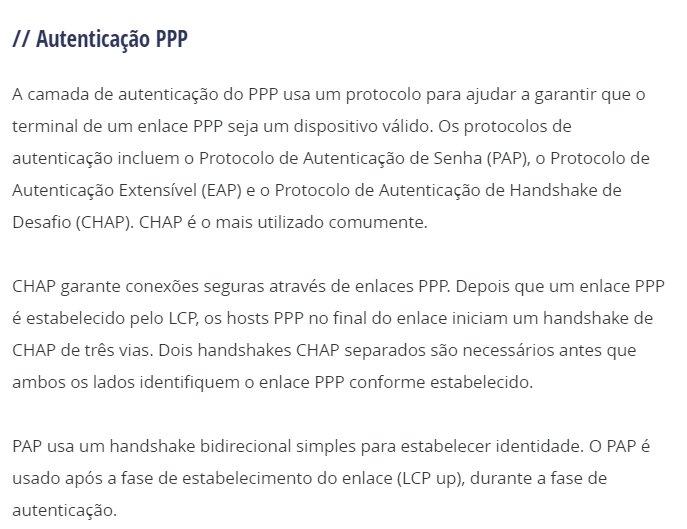 // Autenticação PPP
A camada de autenticação do PPP usa um protocolo para ajudar a garantir que o
terminal de um enlace PPP seja um dispositivo válido. Os protocolos de
autenticação incluem o Protocolo de Autenticação de Senha (PAP), o Protocolo de
Autenticação Extensível (EAP) e o Protocolo de Autenticação de Handshake de
Desafio (CHAP). CHAP é o mais utilizado comumente.
CHAP garante conexões seguras através de enlaces PPP. Depois que um enlace PPP
é estabelecido pelo LCP, os hosts PPP no final do enlace iniciam um handshake de
CHAP de três vias. Dois handshakes CHAP separados são necessários antes que
ambos os lados identifiquem o enlace PPP conforme estabelecido.
PAP usa um handshake bidirecional simples para estabelecer identidade. O PAP é
usado após a fase de estabelecimento do enlace (LCP up), durante a fase de
autenticação.